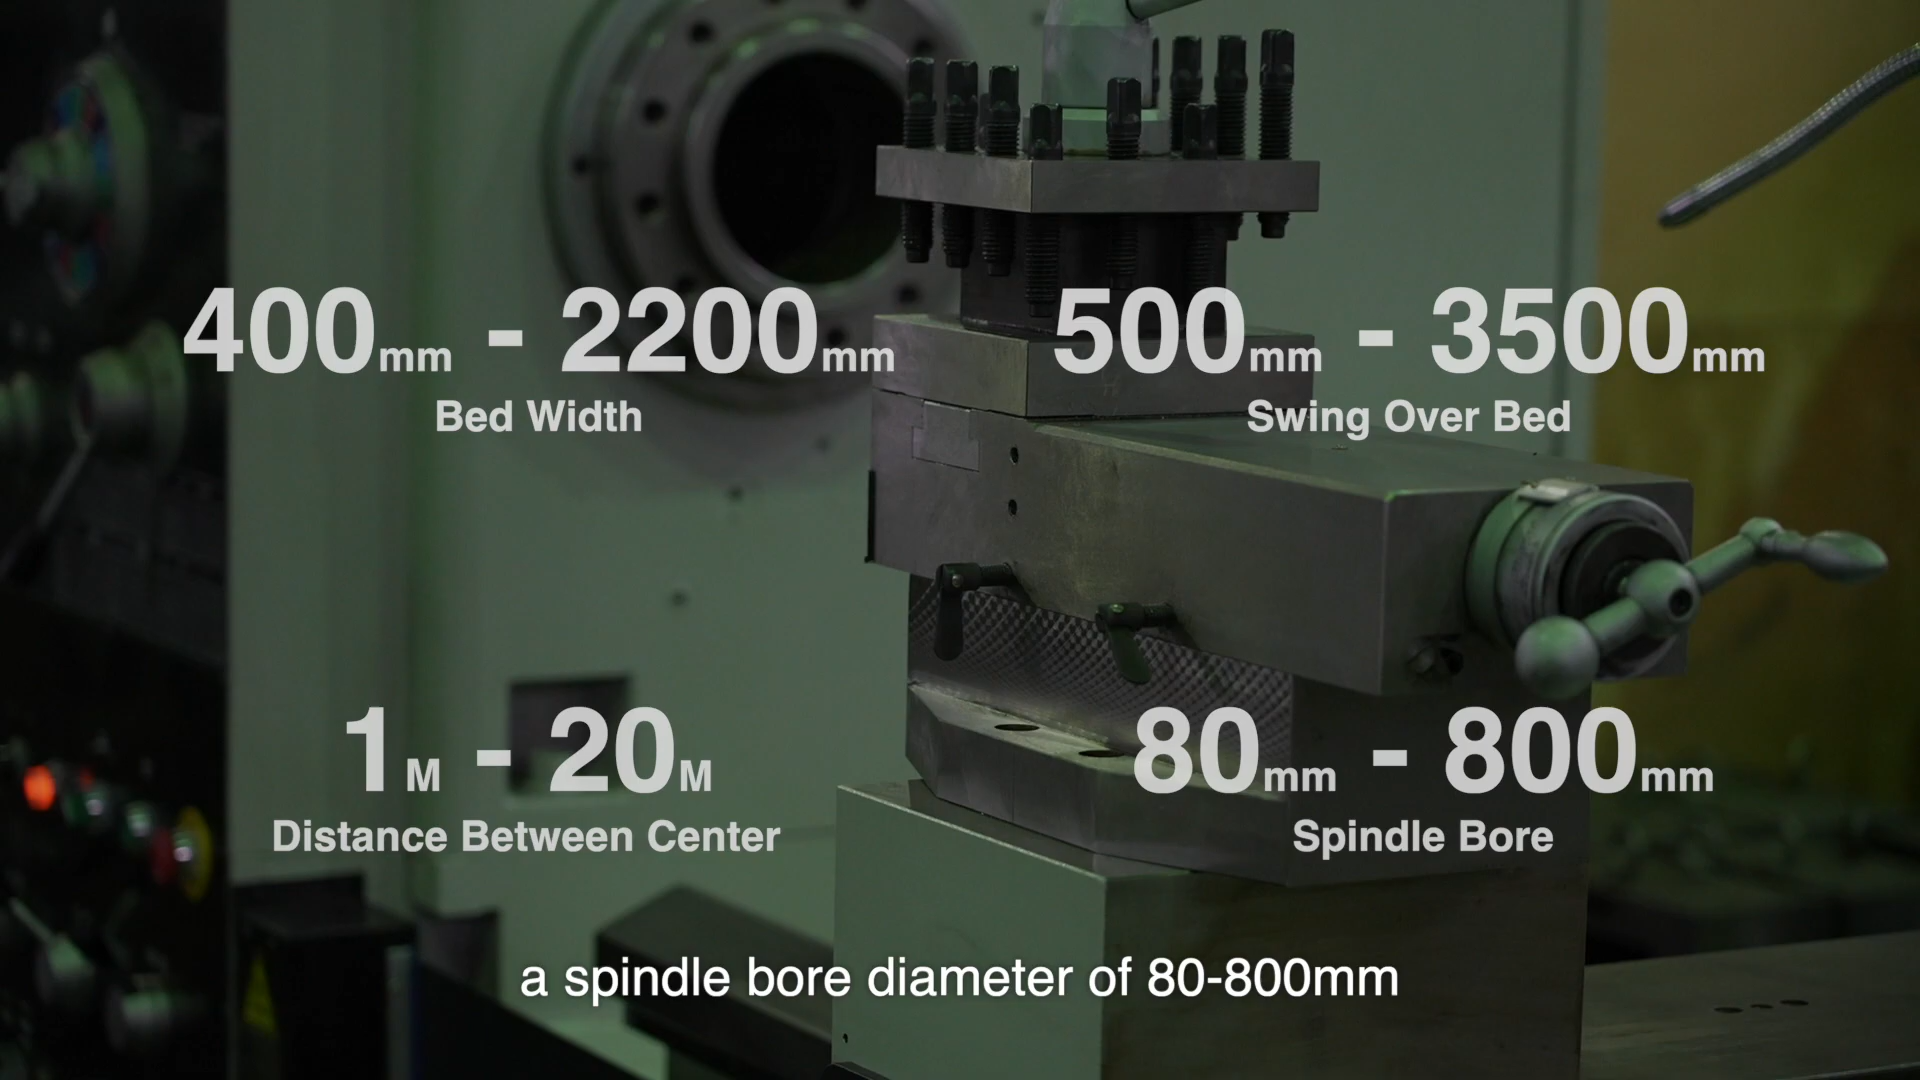 400mm - 2200mm
Bed Width
500mm - 3500mm
Swing Over Bed
1M - 20M
Distance Between Center
80mm - 800mm
Spindle Bore
a spindle bore diameter of 80-800mm